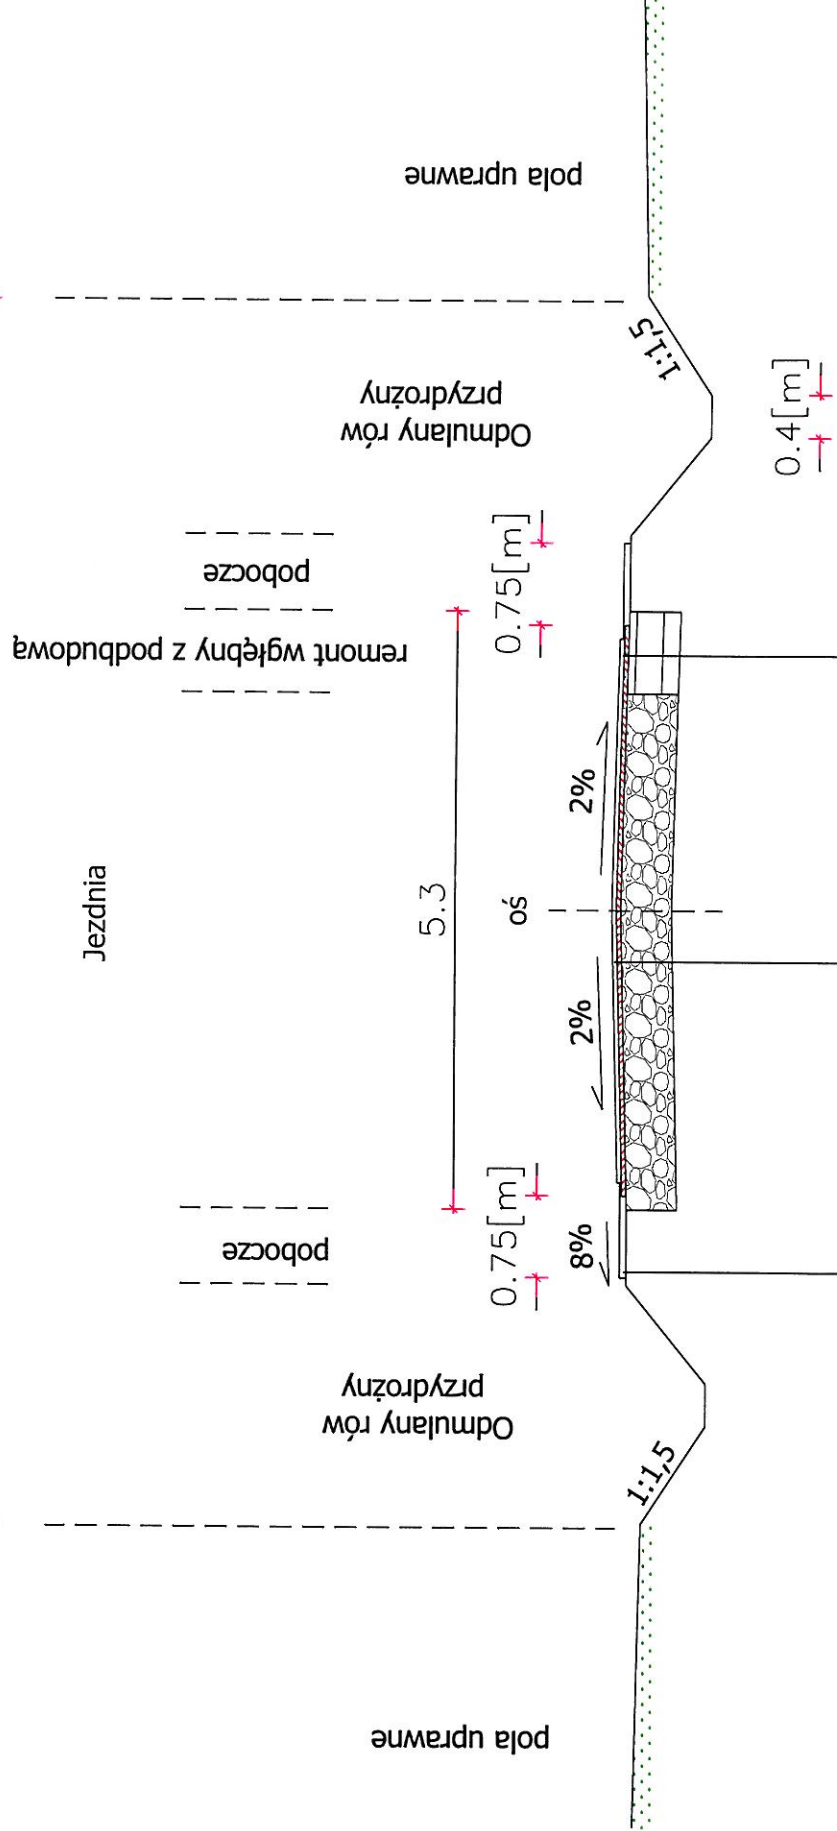 pola uprawne
Odmulany rów
przydrożny
pobocze
Jezdnia
remont wgłębny z podbudową
pobocze
Odmulany rów
przydrożny
pola uprawne
5.3
0.75[m]
oś
0.75[m]
8%
2%
2%
1:1,5
1:1,5
0.4[m]